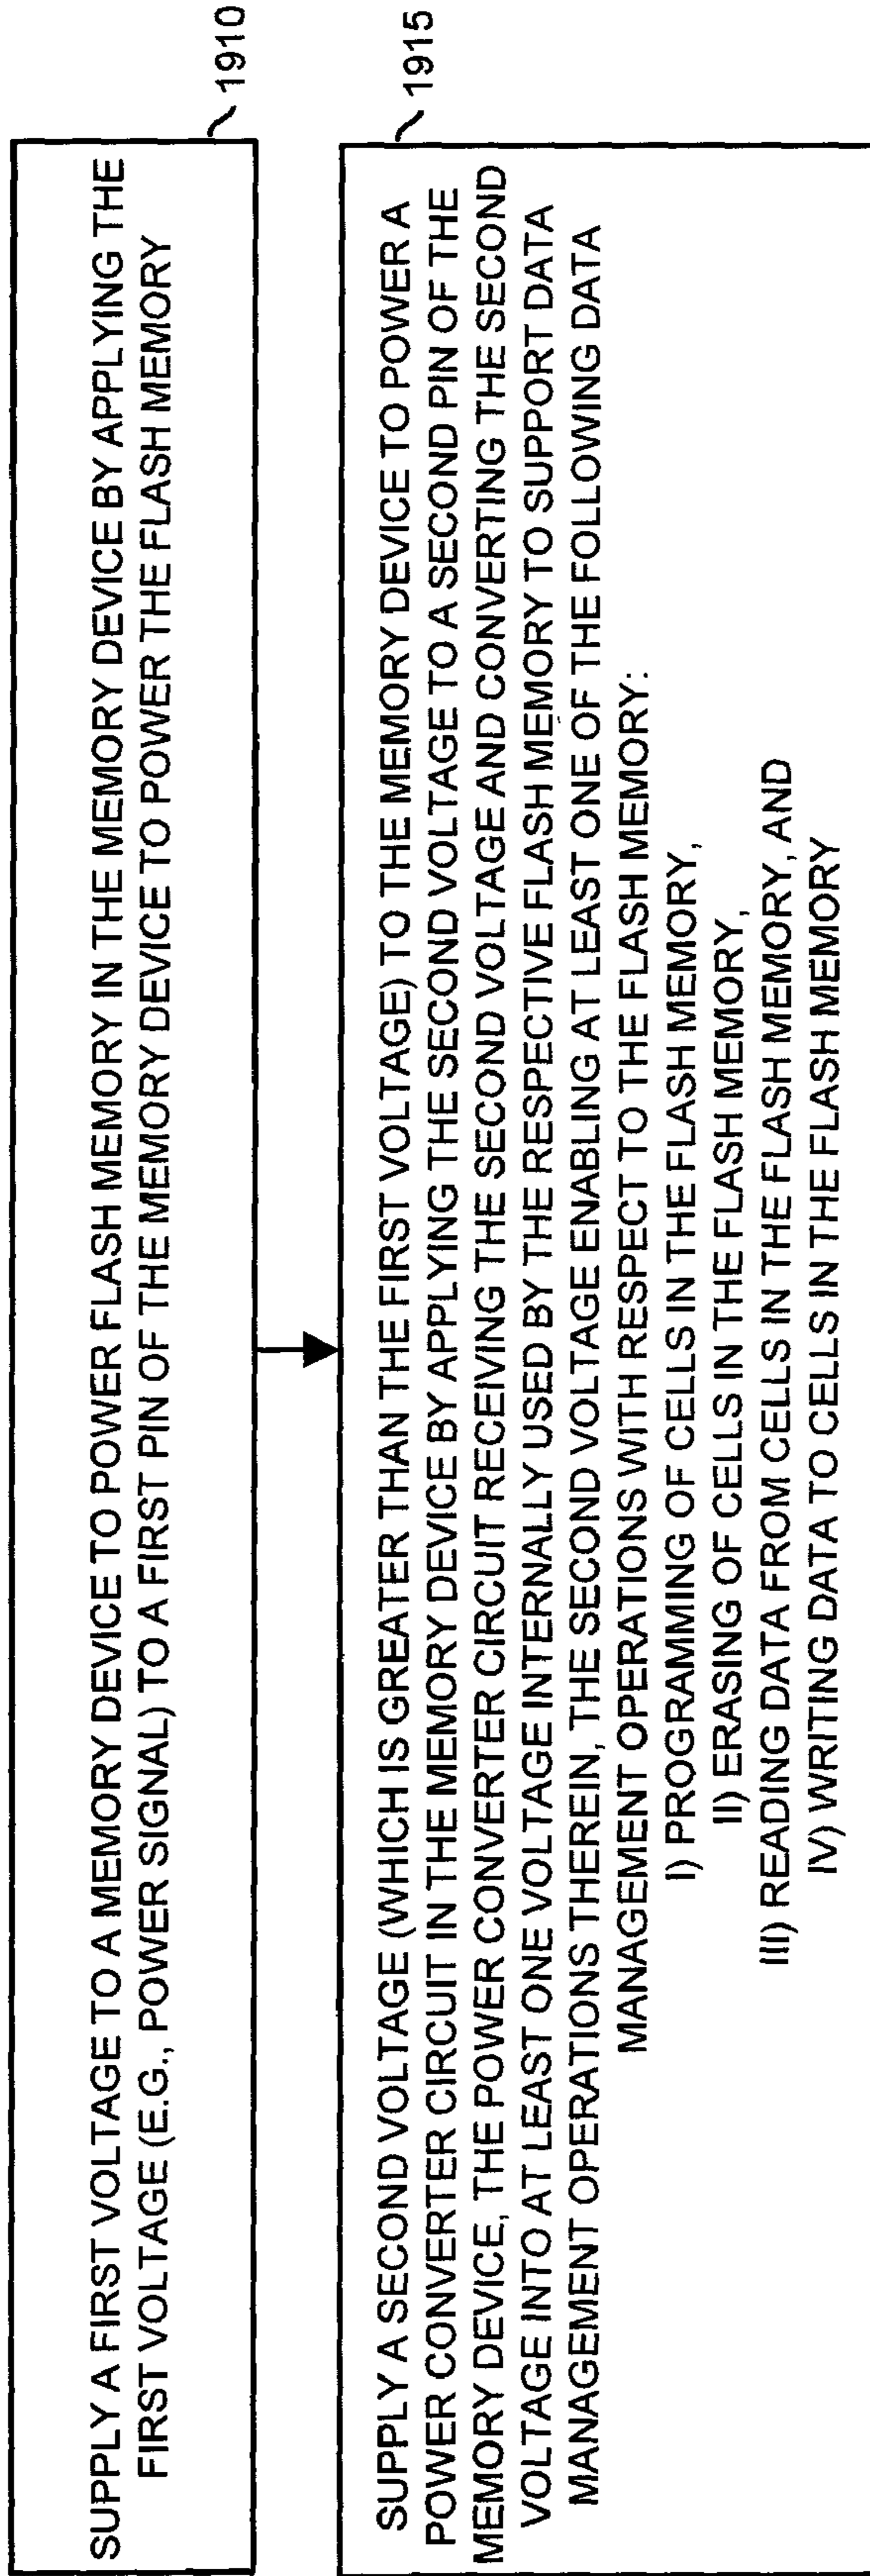 SUPPLY A FIRST VOLTAGE TO A MEMORY DEVICE TO POWER FLASH MEMORY IN THE MEMORY DEVICE BY APPLYING THE
FIRST VOLTAGE (E.G., POWER SIGNAL) TO A FIRST PIN OF THE MEMORY DEVICE TO POWER THE FLASH MEMORY
1910
SUPPLY A SECOND VOLTAGE (WHICH IS GREATER THAN THE FIRST VOLTAGE) TO THE MEMORY DEVICE TO POWER A
POWER CONVERTER CIRCUIT IN THE MEMORY DEVICE BY APPLYING THE SECOND VOLTAGE TO A SECOND PIN OF THE
MEMORY DEVICE, THE POWER CONVERTER CIRCUIT RECEIVING THE SECOND VOLTAGE AND CONVERTING THE SECOND
VOLTAGE INTO AT LEAST ONE VOLTAGE INTERNALLY USED BY THE RESPECTIVE FLASH MEMORY TO SUPPORT DATA
MANAGEMENT OPERATIONS THEREIN, THE SECOND VOLTAGE ENABLING AT LEAST ONE OF THE FOLLOWING DATA
MANAGEMENT OPERATIONS WITH RESPECT TO THE FLASH MEMORY:
I) PROGRAMMING OF CELLS IN THE FLASH MEMORY,
II) ERASING OF CELLS IN THE FLASH MEMORY,
III) READING DATA FROM CELLS IN THE FLASH MEMORY, AND
IV) WRITING DATA TO CELLS IN THE FLASH MEMORY
1915